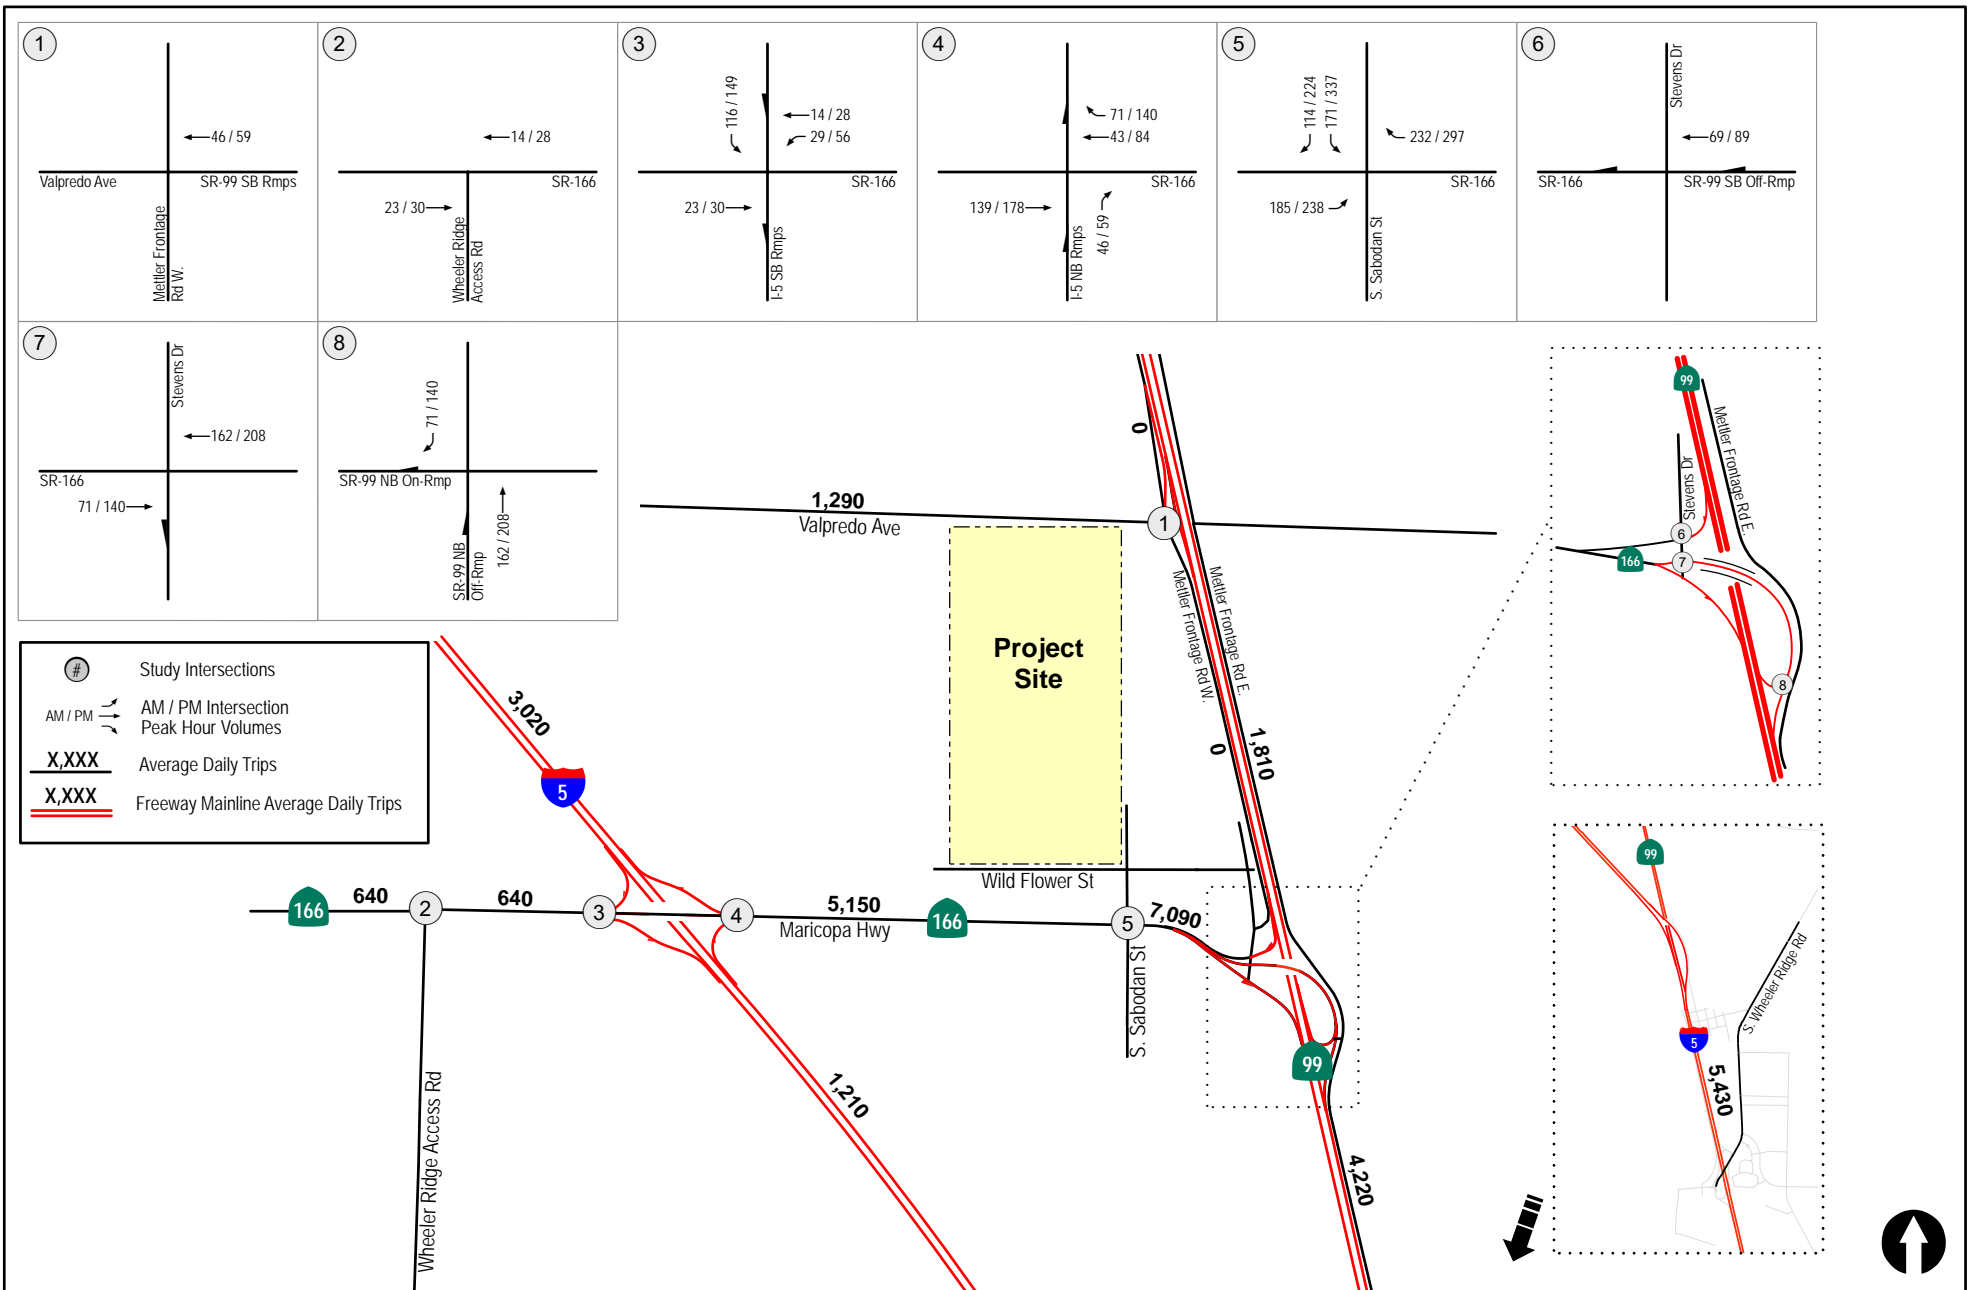 1
46 / 59
Valpredo Ave
SR-99 SB Rmps
Mettler Frontage
Rd W.
2
14 / 28
SR-166
23 / 30
Wheeler Ridge
Access Rd
3
116 / 149
14 / 28
29 / 56
SR-166
23 / 30
I-5 SB Rmps
4
71 / 140
43 / 84
SR-166
139 / 178
46 / 59
I-5 NB Rmps
5
114 / 224
171 / 337
232 / 297
SR-166
185 / 238
S. Sabodan St
6
Stevens Dr
69 / 89
SR-166
SR-99 SB Off-Rmp
7
Stevens Dr
162 / 208
SR-166
71 / 140
8
71 / 140
SR-99 NB On-Rmp
162 / 208
SR-99 NB
Off-Rmp
#
Study Intersections
AM / PM
AM / PM Intersection
Peak Hour Volumes
X,XXX
Average Daily Trips
X,XXX
Freeway Mainline Average Daily Trips
0
1,290
Valpredo Ave
1
Project
Site
Mettler Frontage Rd W.
Mettler Frontage Rd E.
0
1,810
3,020
5
Wild Flower St
166
640
2
640
3
4
5,150
Maricopa Hwy
166
5
7,090
S. Sabodan St
99
1,210
4,220
Wheeler Ridge Access Rd
99
Mettler Frontage Rd E.
Stevens Dr
6
166
7
8
99
S. Wheeler Ridge Rd
5
5,430